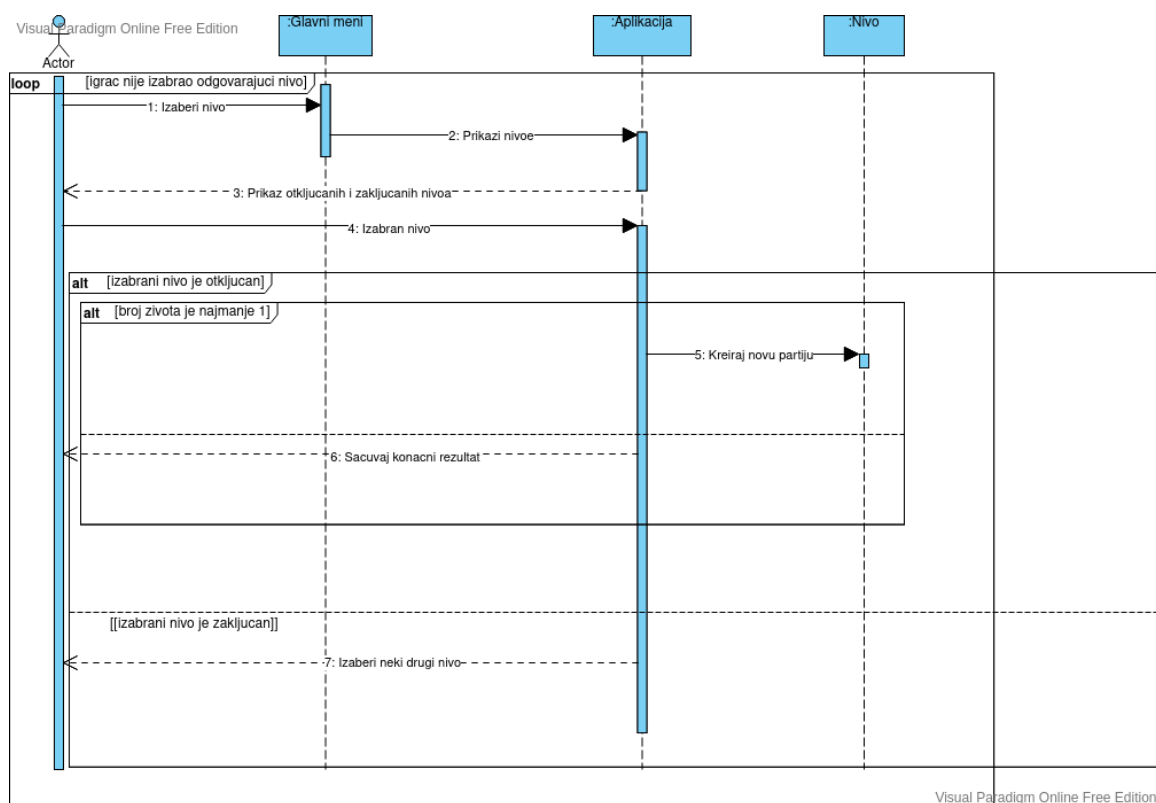 :Glavni meni
:Aplikacija
:Nivo
Visual Paradigm Online Free Edition
Actor
loop
[igrac nije izabrao odgovarajuci nivo]
1: Izaberi nivo
2: Prikazi nivoe
3: Prikaz otkljucanih i zakljucanih nivoa
4: Izabran nivo
alt
[izabrani nivo je otkljucan]
alt
[broj zivota je najmanje 1]
5: Kreiraj novu partiju
6: Sacuvaj konacni rezultat
[[izabrani nivo je zakljucan]]
7: Izaberi neki drugi nivo
Visual Paradigm Online Free Edition